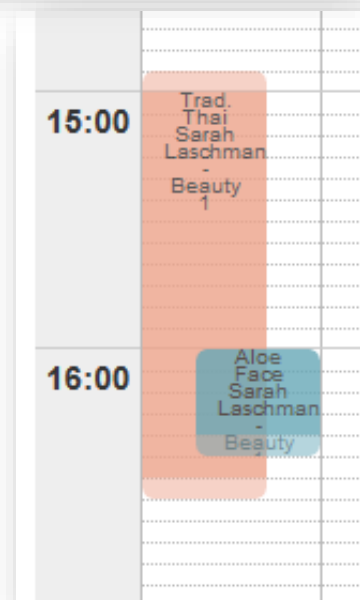 15:00
Trad.
Thai
Sarah
Laschman
-
Beauty
1
16:00
Aloe
Face
Sarah
Laschman
-
Beauty